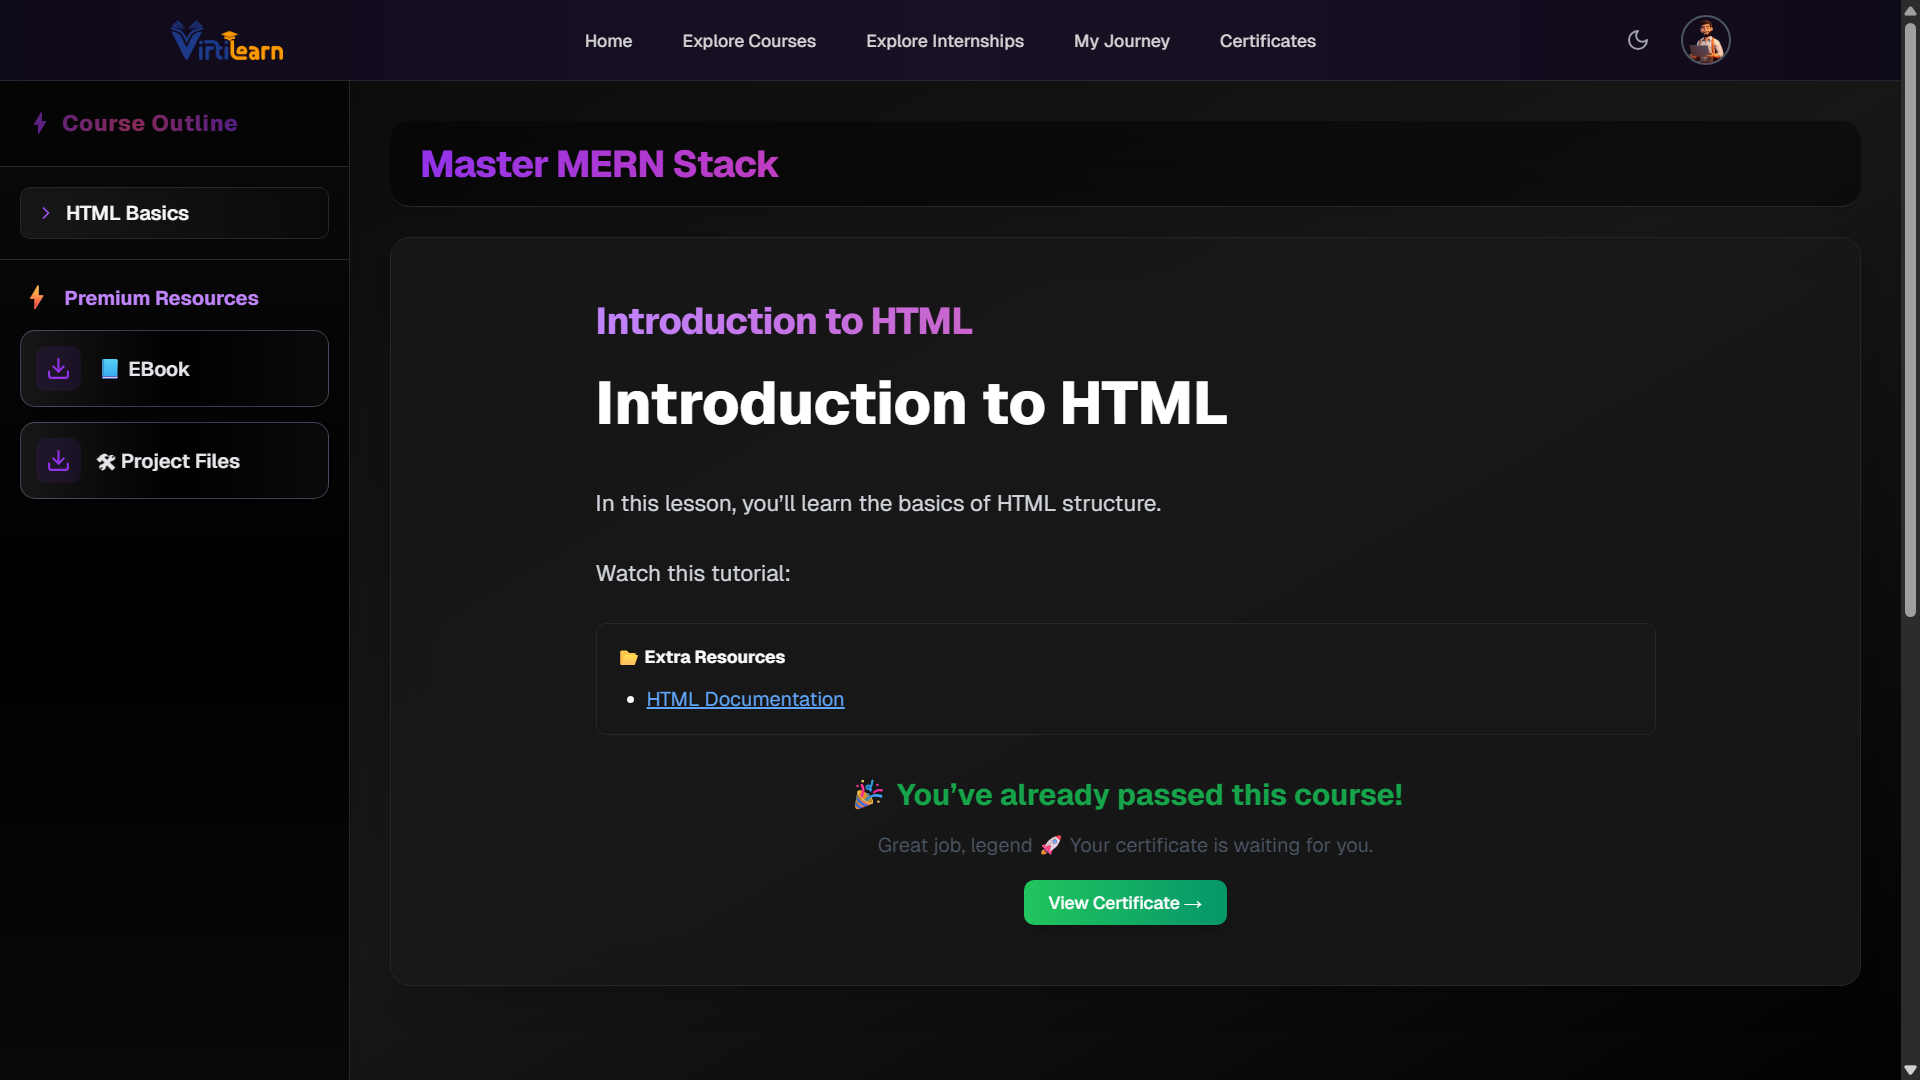 VirtiLearn
Home
Explore Courses
Explore Internships
My Journey
Certificates
Course Outline
HTML Basics
Premium Resources
📘 EBook
🛠 Project Files
Master MERN Stack
Introduction to HTML
Introduction to HTML
In this lesson, you’ll learn the basics of HTML structure.
Watch this tutorial:
📂 Extra Resources
• HTML Documentation
🎉 You’ve already passed this course!
Great job, legend 🚀 Your certificate is waiting for you.
View Certificate →